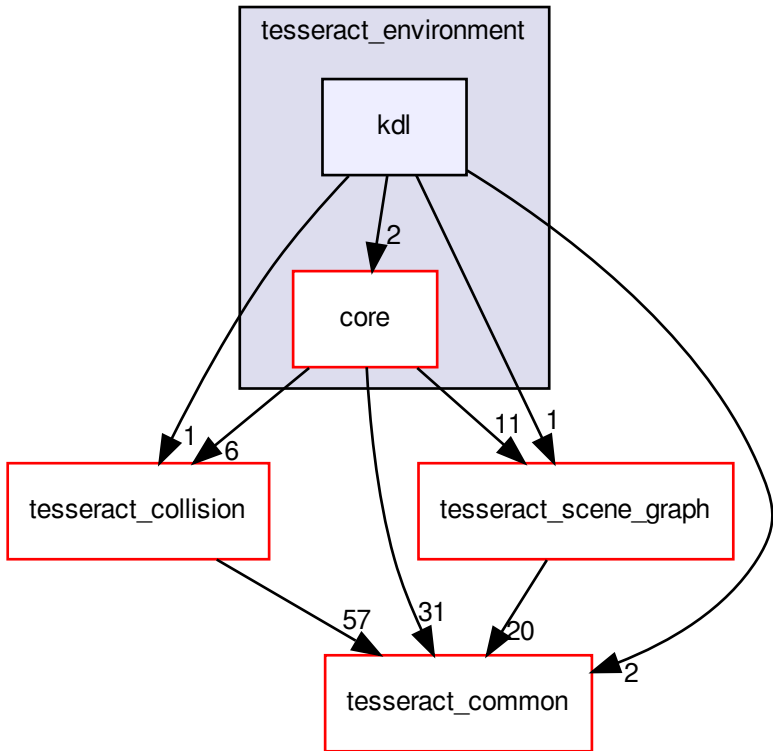 tesseract_environment
kdl
2
core
11
1
1
6
tesseract_collision
tesseract_scene_graph
57
31
20
2
tesseract_common